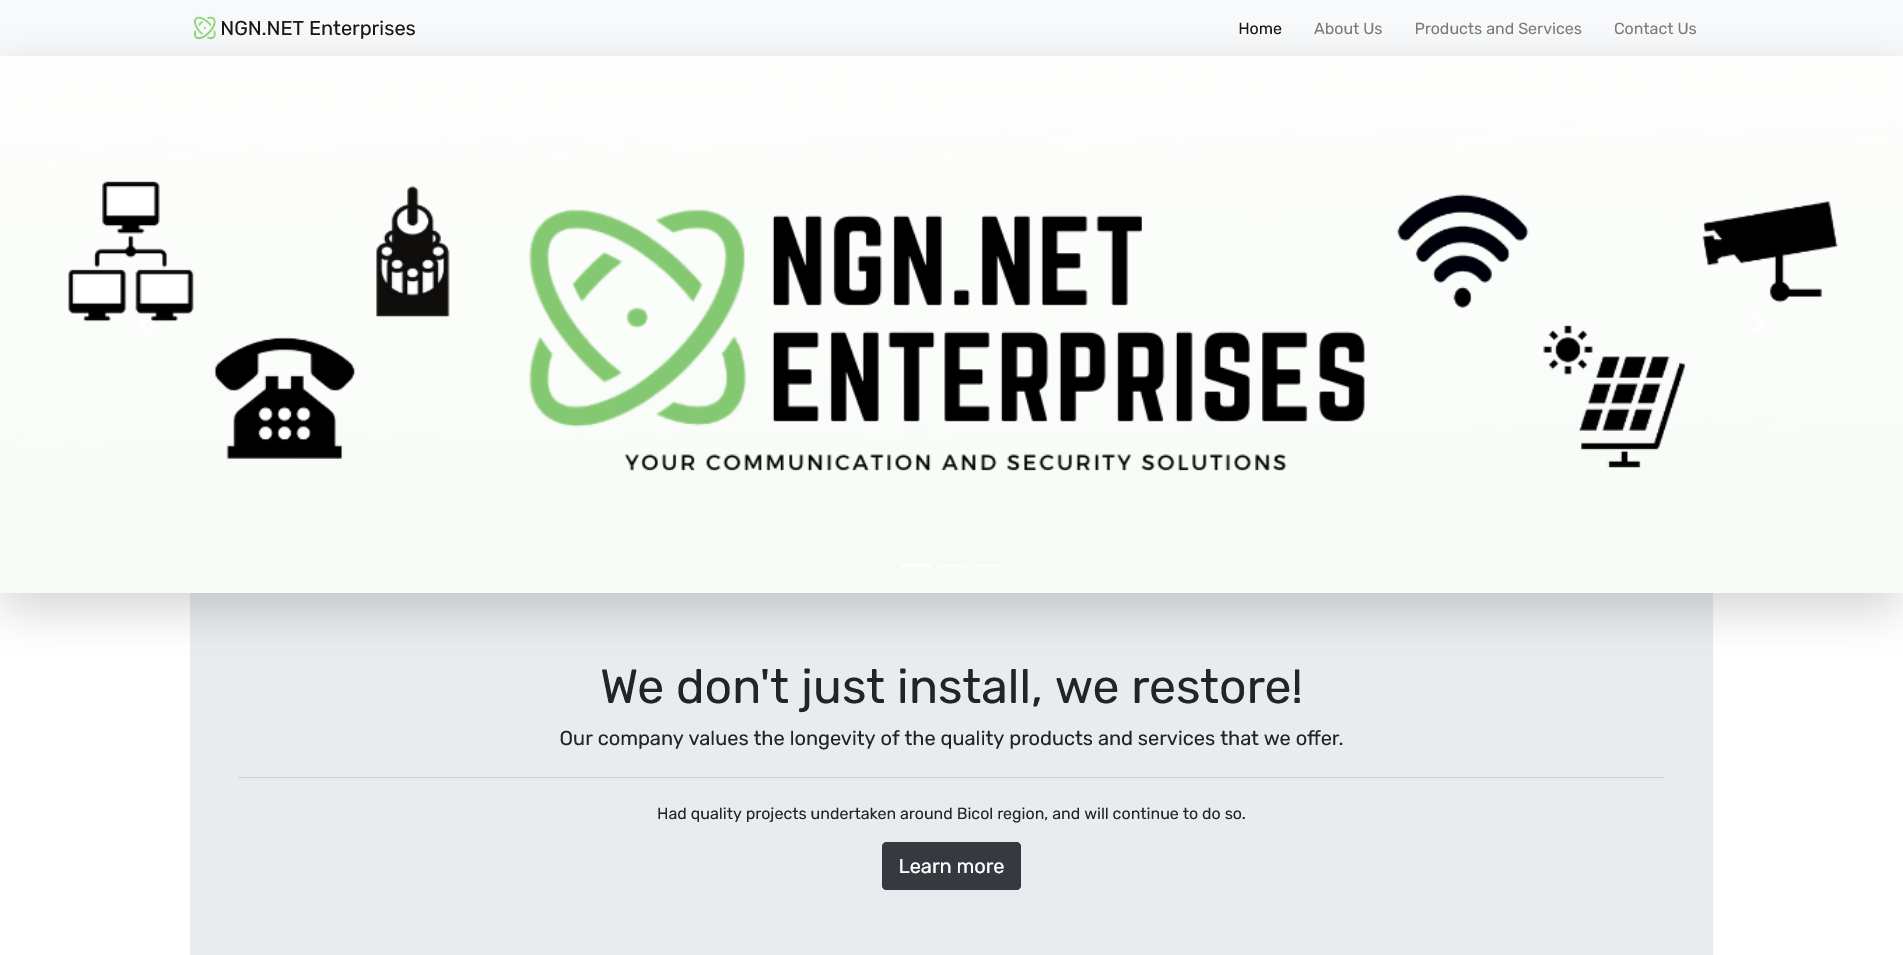 NGN.NET Enterprises
Home
About Us
Products and Services
Contact Us
NGN.NET
ENTERPRISES
YOUR COMMUNICATION AND SECURITY SOLUTIONS
We don't just install, we restore!
Our company values the longevity of the quality products and services that we offer.
Had quality projects undertaken around Bicol region, and will continue to do so.
Learn more